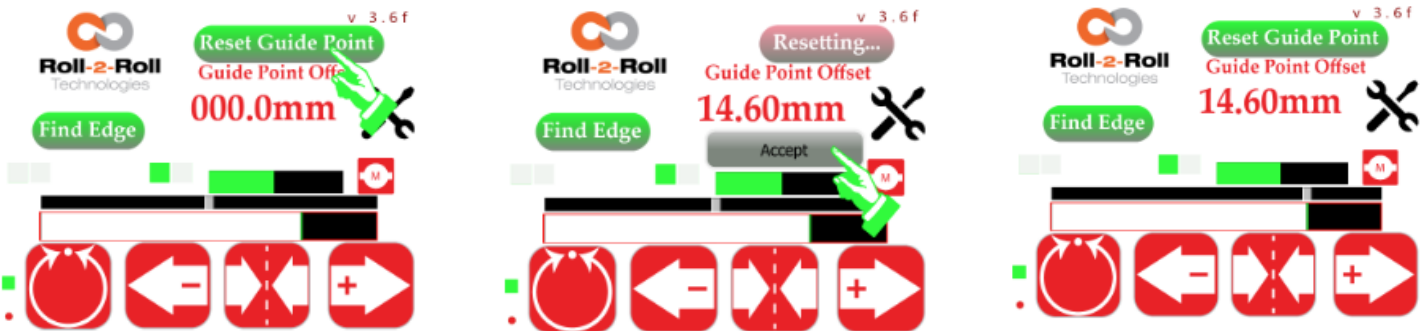 v 3.6f
Reset Guide Point
Roll-2-Roll
Technologies
Guide Point Offs
000.0mm
Find Edge
M
-
+
v 3.6f
Resetting...
Roll-2-Roll
Technologies
Guide Point Offset
14.60mm
Find Edge
Accept
M
-
+
v 3.6f
Reset Guide Point
Roll-2-Roll
Technologies
Guide Point Offset
14.60mm
Find Edge
M
-
+